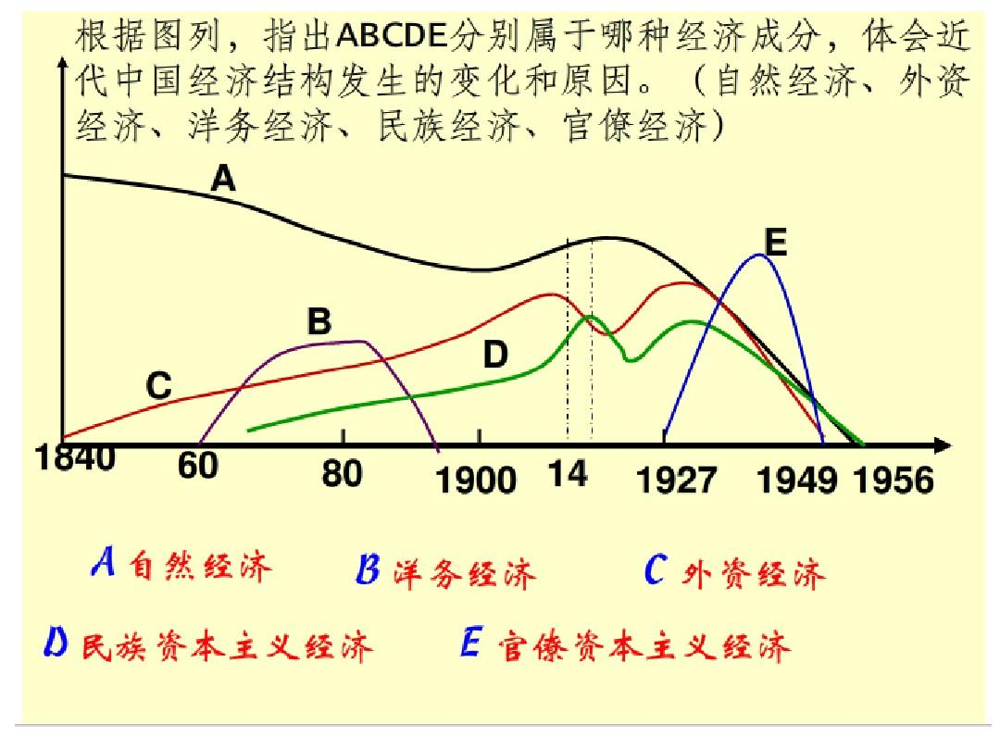 根据图列，指出ABCDE分别属于哪种经济成分，体会近
代中国经济结构发生的变化和原因。（自然经济、外资
经济、洋务经济、民族经济、官僚经济）
A
E
B
D
C
1840 60 80 1900 14 1927 1949 1956
A 自然经济 B 洋务经济 C 外资经济
D 民族资本主义经济 E 官僚资本主义经济